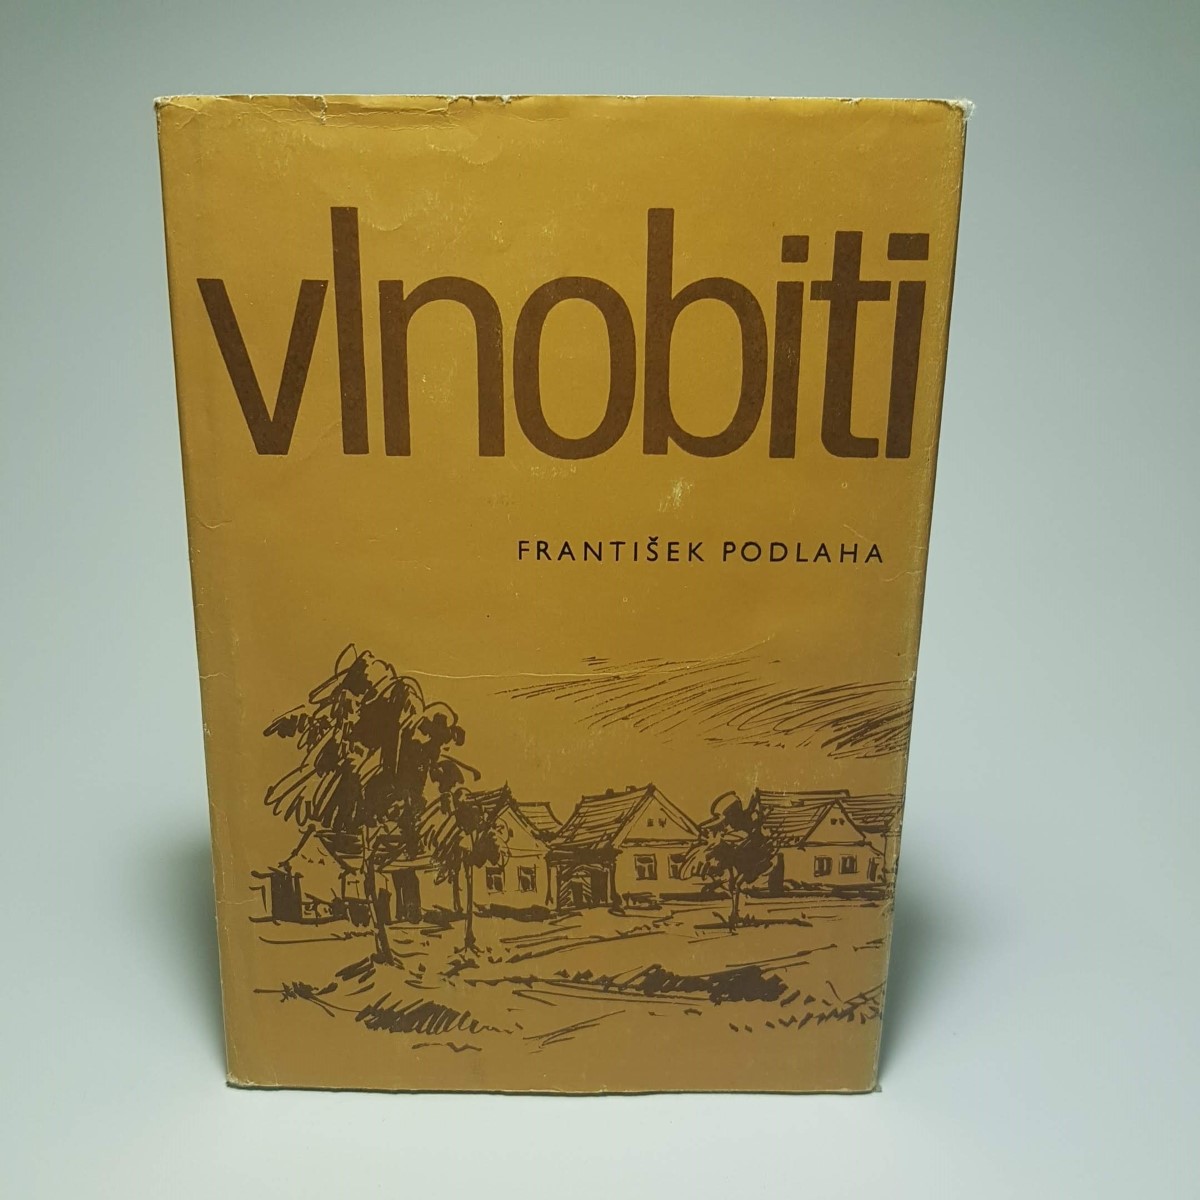 vlnobití
FRANTIŠEK PODLAHA